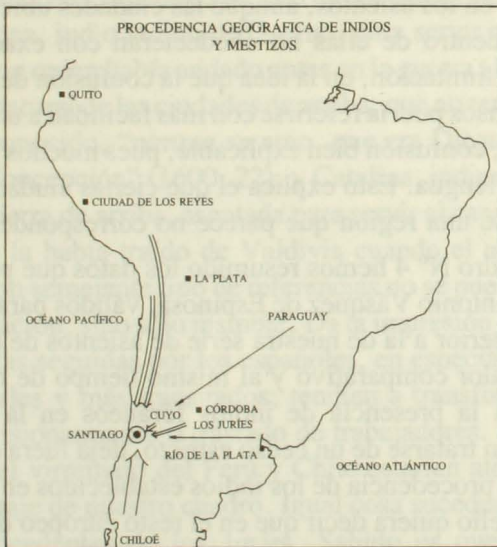 PROCEDENCIA GEOGRÁFICA DE INDIOS
Y MESTIZOS
QUITO
CIUDAD DE LOS REYES
LA PLATA
OCÉANO PACÍFICO
PARAGUAY
CUYO
CÓRDOBA
LOS JURÍES
SANTIAGO
RÍO DE LA PLATA
OCÉANO ATLÁNTICO
CHILOÉ